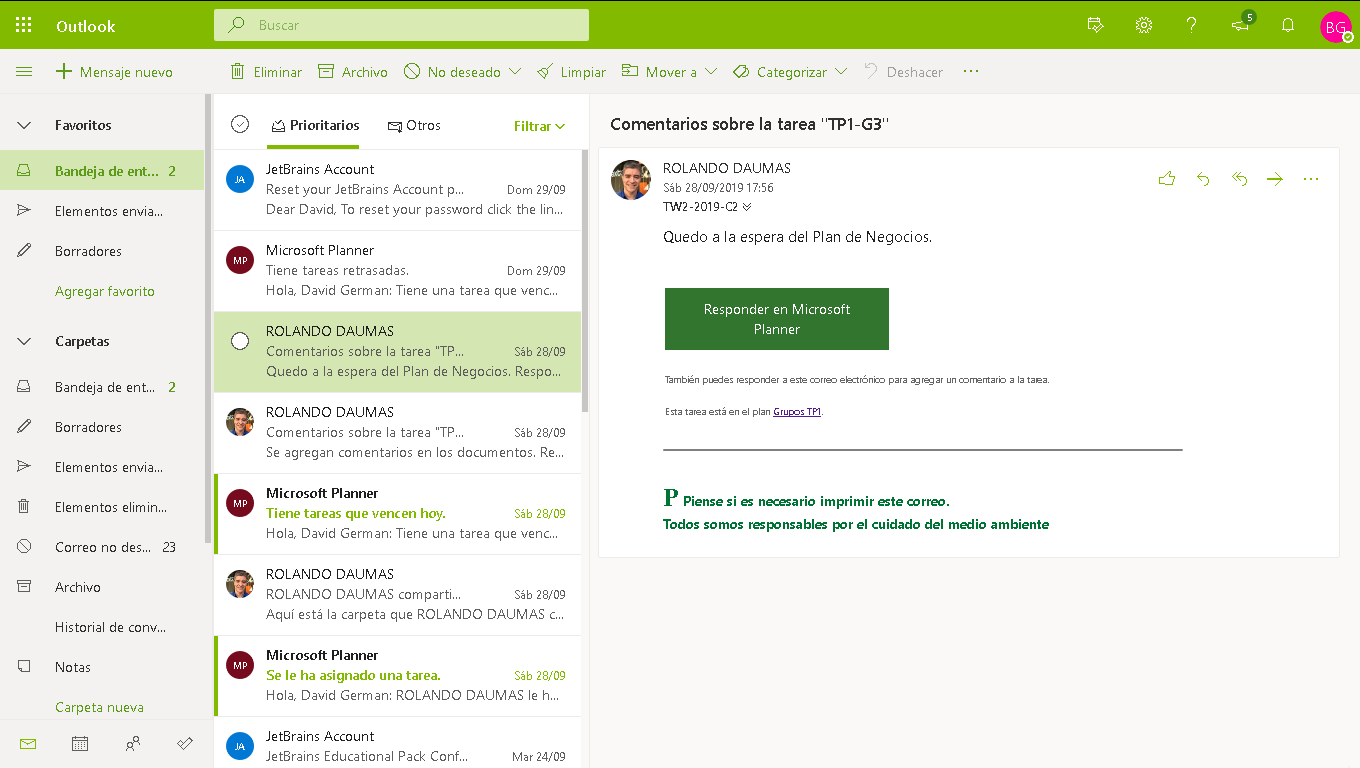 Outlook
Buscar
5
BG
Mensaje nuevo
Eliminar
Archivo
No deseado
Limpiar
Mover a
Categorizar
Deshacer
Favoritos
Bandeja de ent... 2
Elementos envia...
Borradores
Agregar favorito
Carpetas
Bandeja de ent... 2
Borradores
Elementos envia...
Elementos elimin...
Correo no des... 23
Archivo
Historial de conv...
Notas
Carpeta nueva
Prioritarios
Otros
Filtrar
JA
JetBrains Account
Reset your JetBrains Account p... Dom 29/09
Dear David, To reset your password click the lin...
MP
Microsoft Planner
Tiene tareas retrasadas. Dom 29/09
Hola, David German: Tiene una tarea que venc...
ROLANDO DAUMAS
Comentarios sobre la tarea "TP... Sáb 28/09
Quedo a la espera del Plan de Negocios. Respo...
ROLANDO DAUMAS
Comentarios sobre la tarea "TP... Sáb 28/09
Se agregan comentarios en los documentos. Re...
MP
Microsoft Planner
Tiene tareas que vencen hoy. Sáb 28/09
Hola, David German: Tiene una tarea que venc...
ROLANDO DAUMAS
ROLANDO DAUMAS comparti... Sáb 28/09
Aquí está la carpeta que ROLANDO DAUMAS c...
MP
Microsoft Planner
Se le ha asignado una tarea. Sáb 28/09
Hola, David German: ROLANDO DAUMAS le h...
JA
JetBrains Account
JetBrains Educational Pack Conf... Mar 24/09
Comentarios sobre la tarea "TP1-G3"
ROLANDO DAUMAS
Sáb 28/09/2019 17:56
TW2-2019-C2
Quedo a la espera del Plan de Negocios.
Responder en Microsoft
Planner
También puedes responder a este correo electrónico para agregar un comentario a la tarea.
Esta tarea está en el plan Grupos TP1.
P Piense si es necesario imprimir este correo.
Todos somos responsables por el cuidado del medio ambiente